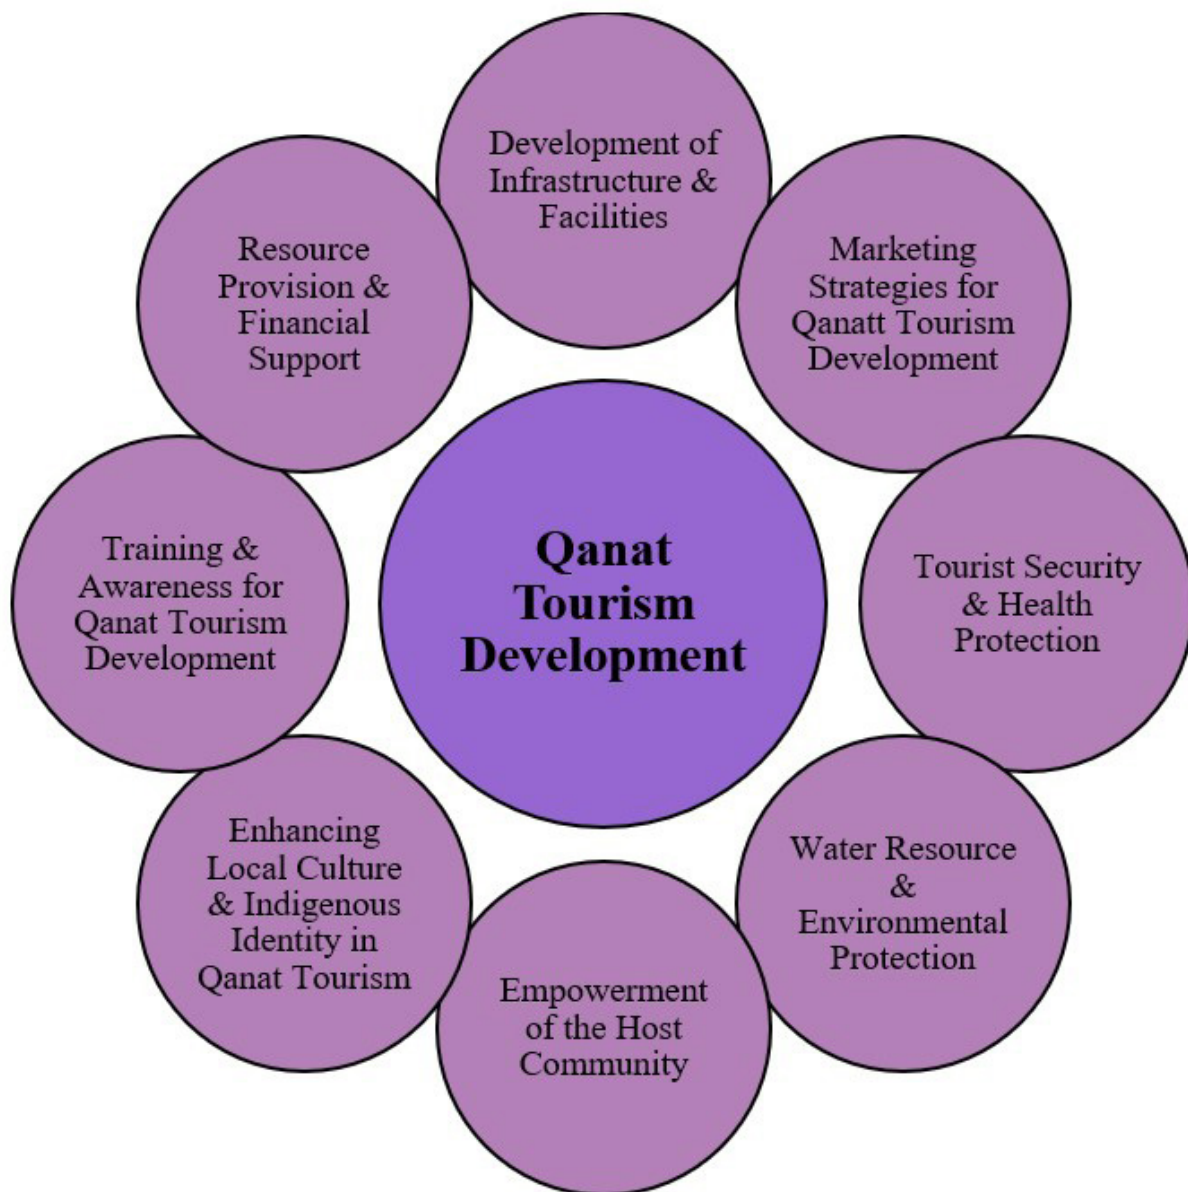 Development of
Infrastructure &
Facilities
Marketing
Strategies for
Qanatt Tourism
Development
Tourist Security
& Health
Protection
Water Resource
&
Environmental
Protection
Empowerment
of the Host
Community
Enhancing
Local Culture
& Indigenous
Identity in
Qanat Tourism
Training &
Awareness for
Qanat Tourism
Development
Resource
Provision &
Financial
Support
Qanat
Tourism
Development